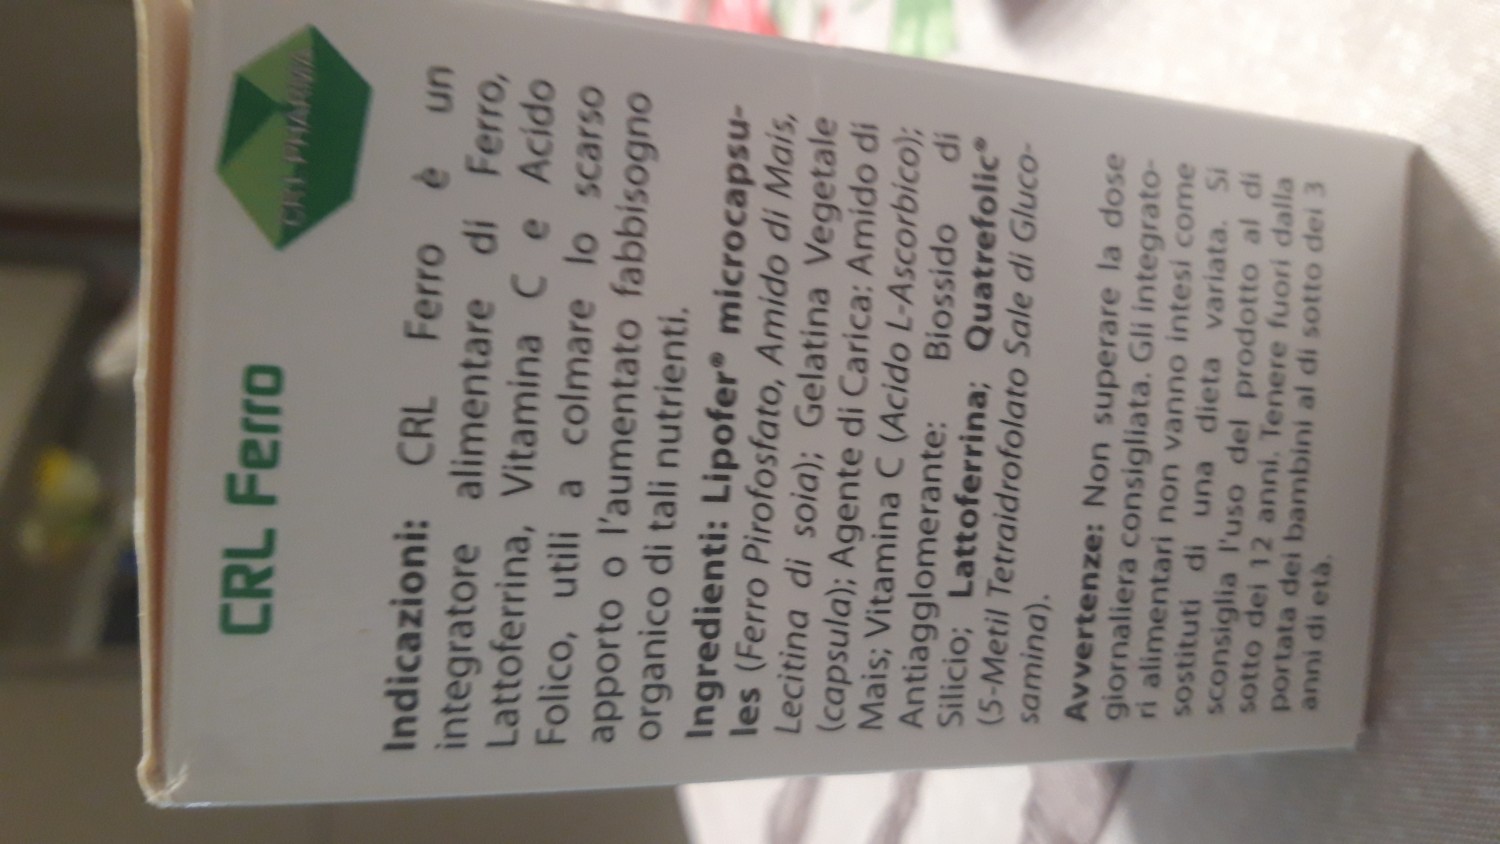 CRL Ferro
CRL PHARMA
Indicazioni: CRL Ferro è un
integratore alimentare di Ferro,
Lattoferrina, Vitamina C e Acido
Folico, utili a colmare lo scarso
apporto o l'aumentato fabbisogno
organico di tali nutrienti.
Ingredienti: Lipofer® microcapsu-
les (Ferro Pirofosfato, Amido di Mais,
Lecitina di soia); Gelatina Vegetale
(capsula); Agente di Carica: Amido di
Mais; Vitamina C (Acido L-Ascorbico);
Antiagglomerante: Biossido di
Silicio; Lattoferrina; Quatrefolic®
(5-Metil Tetraidrofolato Sale di Gluco-
samina).
Avvertenze: Non superare la dose
giornaliera consigliata. Gli integrato-
ri alimentari non vanno intesi come
sostituti di una dieta variata. Si
sconsiglia l'uso del prodotto al di
sotto dei 12 anni. Tenere fuori dalla
portata dei bambini al di sotto dei 3
anni di età.